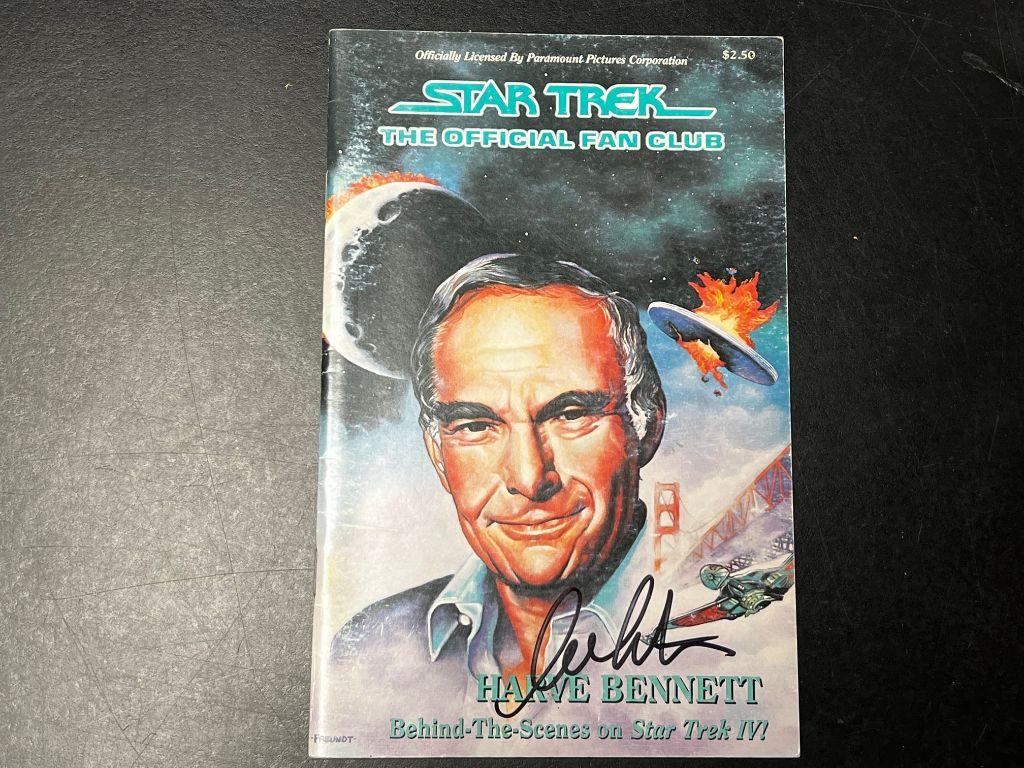 Officially Licensed By Paramount Pictures Corporation $2.50
STAR TREK
THE OFFICIAL FAN CLUB
HARVE BENNETT
Behind-The-Scenes on Star Trek IV!
-FREUNDT-